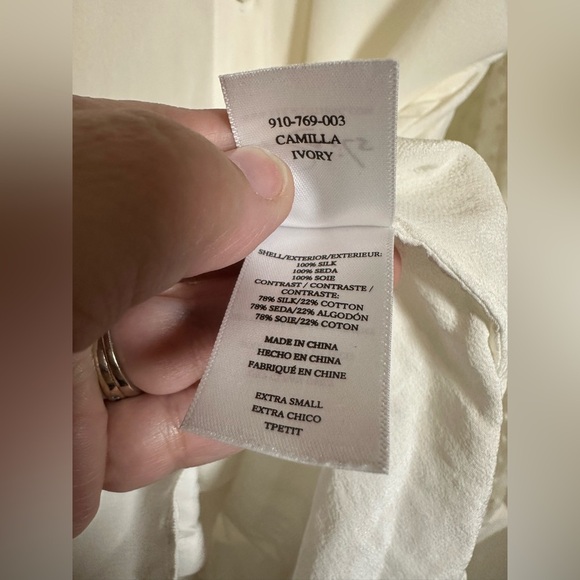 910-769-003
CAMILLA
IVORY
SHELL/EXTERIOR/EXTERIEUR:
100% SILK
100% SEDA
100% SOIE
CONTRAST / CONTRASTE /
CONTRASTE:
78% SILK/22% COTTON
78% SEDA/22% ALGODÓN
78% SOIE/22% COTON
MADE IN CHINA
HECHO EN CHINA
FABRIQUÉ EN CHINE
EXTRA SMALL
EXTRA CHICO
TPETIT